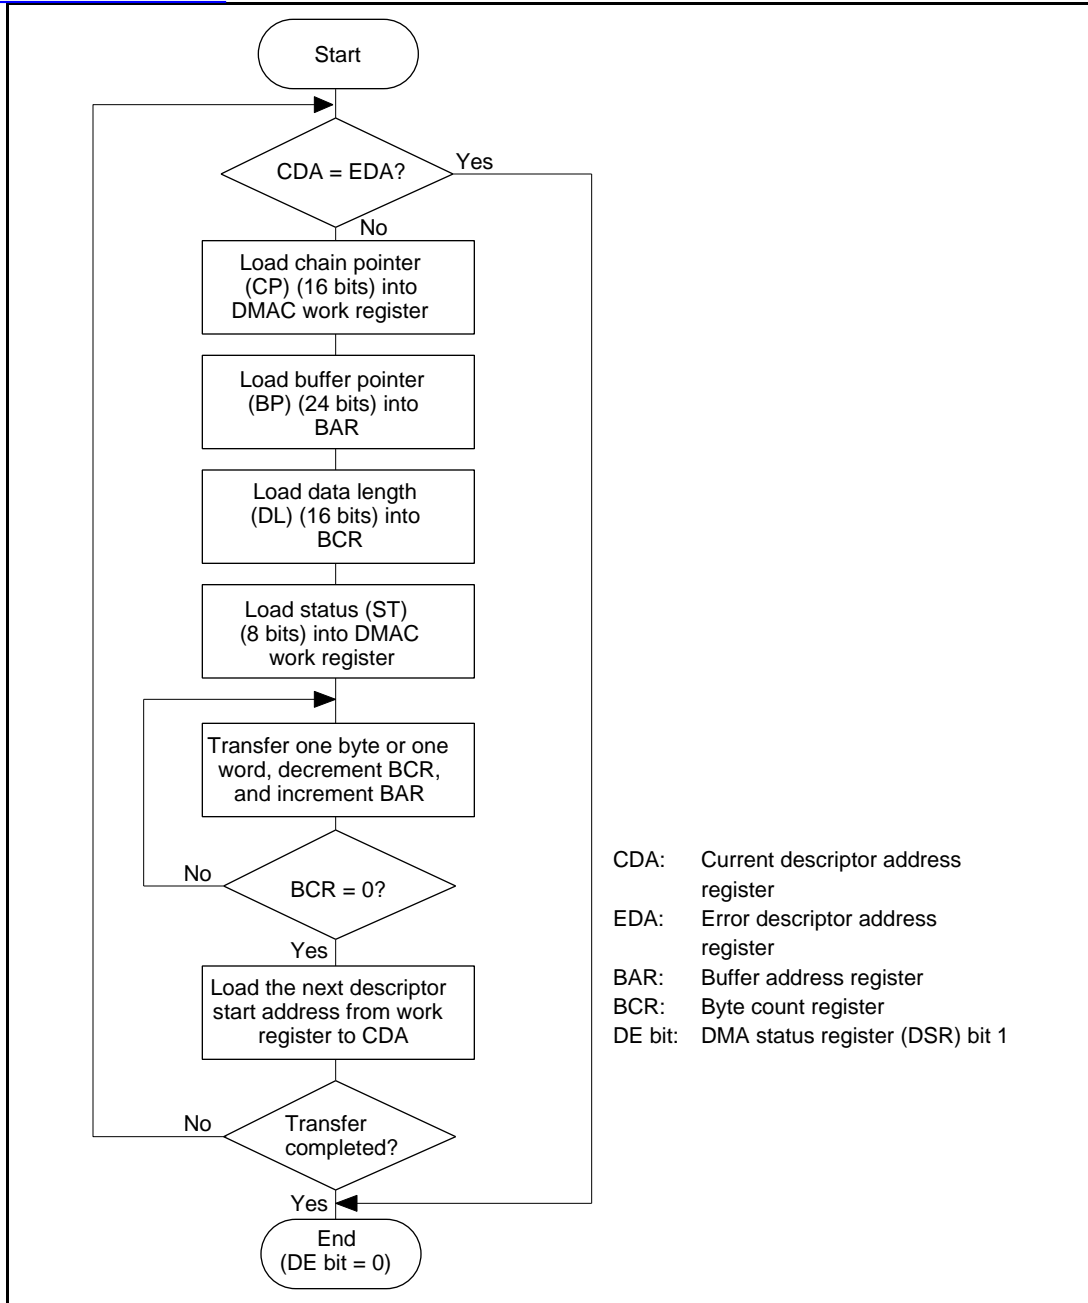 Start
CDA = EDA?
Yes
No
Load chain pointer
(CP) (16 bits) into
DMAC work register
Load buffer pointer
(BP) (24 bits) into
BAR
Load data length
(DL) (16 bits) into
BCR
Load status (ST)
(8 bits) into DMAC
work register
Transfer one byte or one
word, decrement BCR,
and increment BAR
No
BCR = 0?
Yes
Load the next descriptor
start address from work
register to CDA
No
Transfer
completed?
Yes
End
(DE bit = 0)
CDA: Current descriptor address
register
EDA: Error descriptor address
register
BAR: Buffer address register
BCR: Byte count register
DE bit: DMA status register (DSR) bit 1